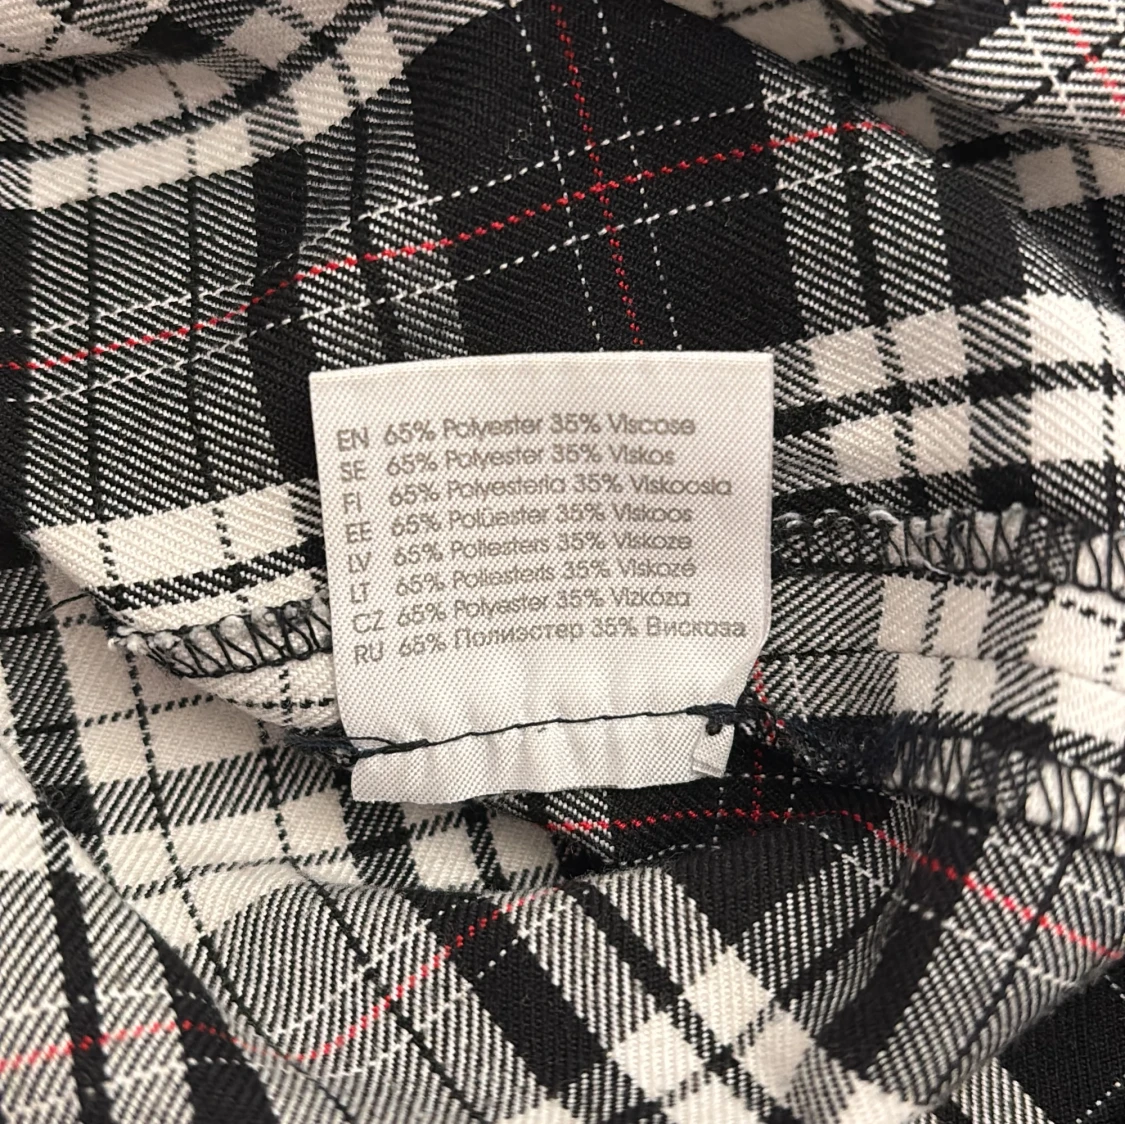 EN 65% Polyester 35% Viscose
SE 65% Polyester 35% Viskos
FI 65% Polyesteria 35% Viskoosia
EE 65% Polüester 35% Viskoos
LV 65% Poliesters 35% Viskoze
LT 65% Poliesteris 35% Viskozė
CZ 65% Polyester 35% Vizkóza
RU 65% Полиэстер 35% Вискоза